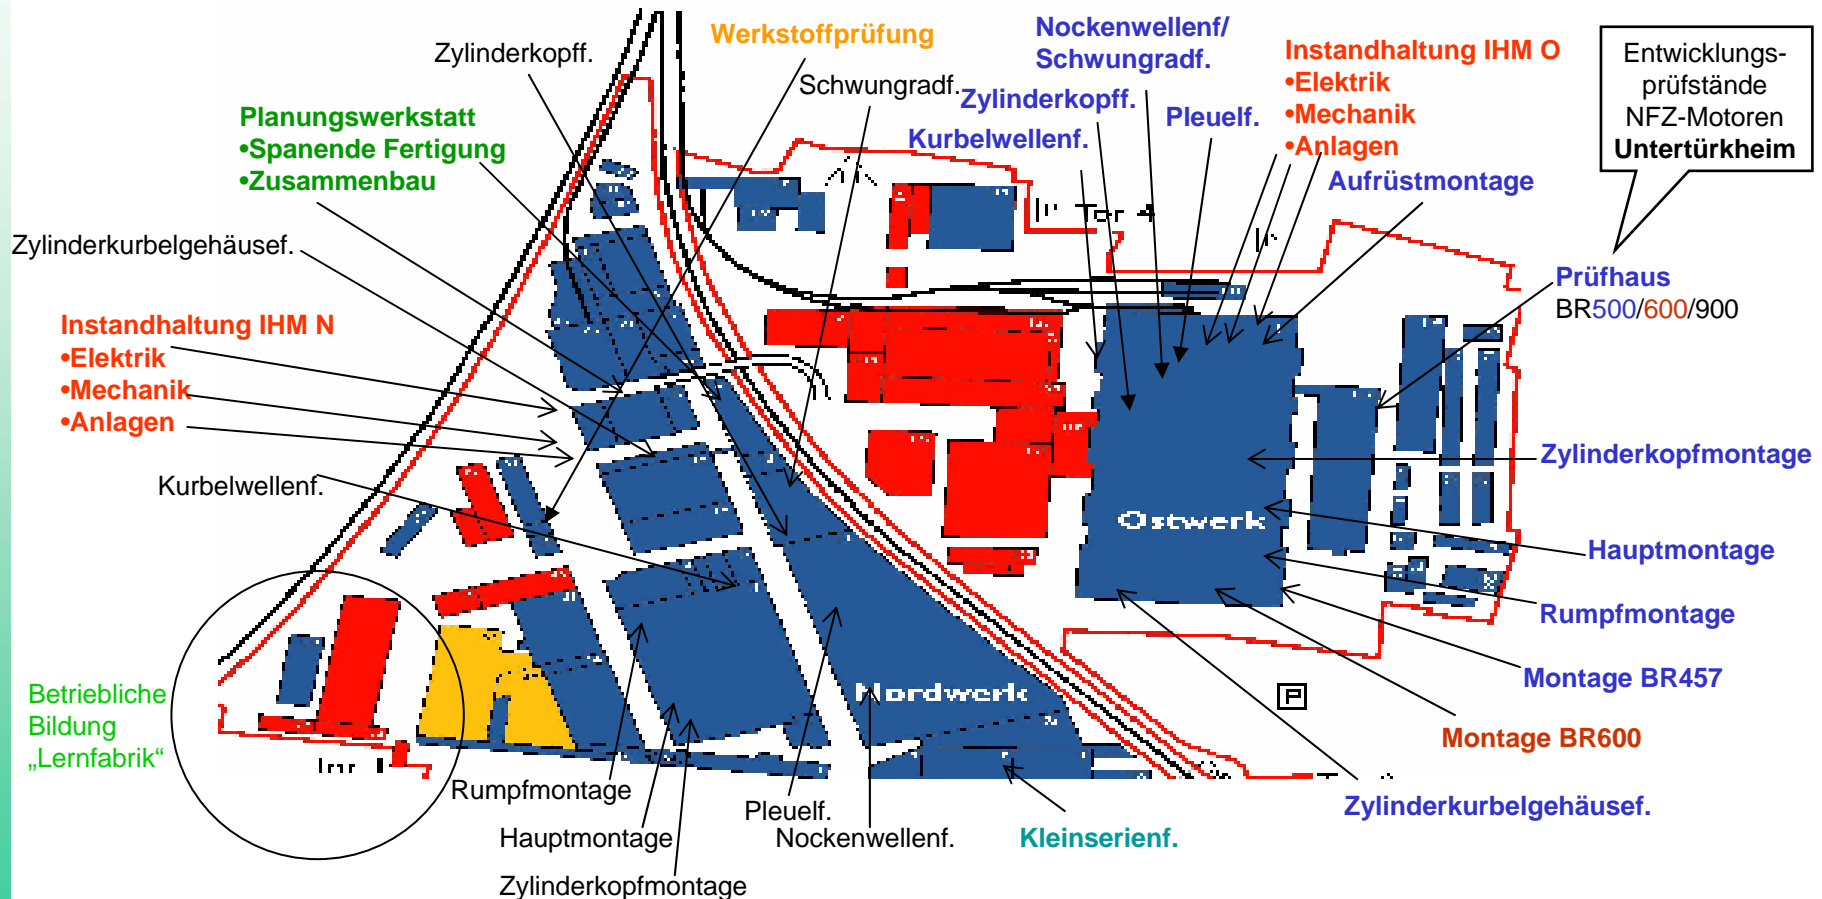 Zylinderkopff.
Werkstoffprüfung
Schwungradf.
Nockenwellenf/
Schwungradf.
Zylinderkopff.
Kurbelwellenf.
Pleuelf.
Instandhaltung IHM O
•Elektrik
•Mechanik
•Anlagen
Aufrüstmontage
Entwicklungs-
prüfstände
NFZ-Motoren
Untertürkheim
Planungswerkstatt
•Spanende Fertigung
•Zusammenbau
Tor 4
Zylinderkurbelgehäusef.
Prüfhaus
BR500/600/900
Instandhaltung IHM N
•Elektrik
•Mechanik
•Anlagen
Kurbelwellenf.
Zylinderkopfmontage
Ostwerk
Hauptmontage
Rumpfmontage
Montage BR457
Nordwerk
P
Montage BR600
Betriebliche
Bildung
„Lernfabrik“
Rumpfmontage
Hauptmontage
Zylinderkopfmontage
Pleuelf.
Nockenwellenf.
Kleinserienf.
Zylinderkurbelgehäusef.